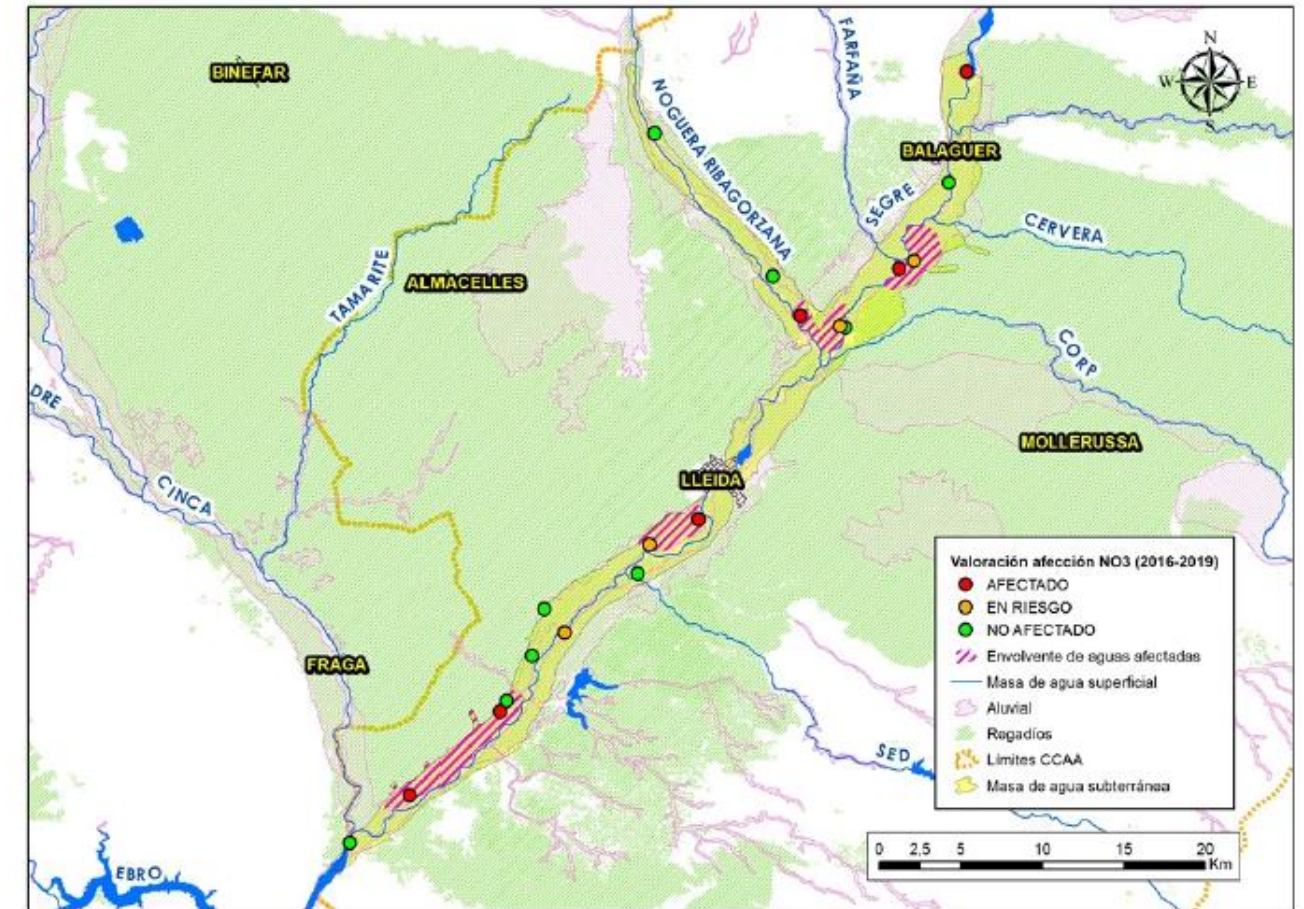 BINEFAR
NOGUERA RIBAGORZANA
FARFAÑA
N
W
E
S
BALAGUER
SEGRE
CERVERA
TAMARITE
ALMACELLES
CORP
DRE
MOLLERUSSA
CINCA
LLEIDA
FRAGA
SED
EBRO
Valoración afección NO3 (2016-2019)
AFECTADO
EN RIESGO
NO AFECTADO
Envolvente de aguas afectadas
Masa de agua superficial
Aluvial
Regadíos
Límites CCAA
Masa de agua subterránea
0 2,5 5 10 15 20
Km